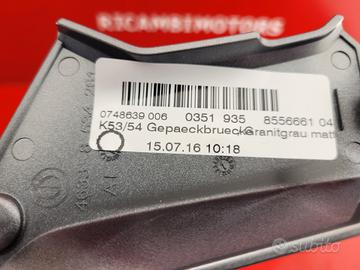 RICAMBIMOTORS
0748639 006 0351 935 8556661 04
K53/54 Gepaeckbruecke Granitgrau matt
15.07.16 10:18
subito